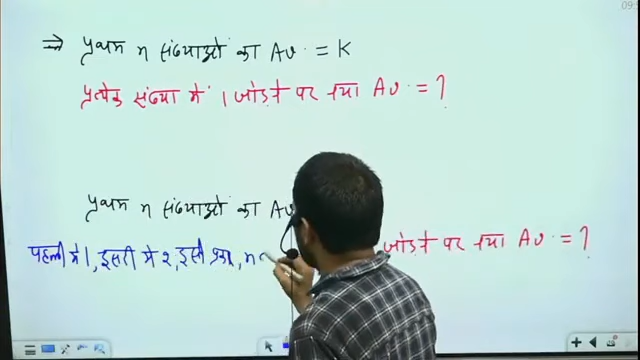 ⇒ प्रथम n संख्याओं का Av. = K
प्रत्येक संख्या में 1 जोड़ने पर नया Av. = ?
प्रथम n संख्याओं का Av
पहली में 1, दूसरी में 2, इसी प्रकार, n जोड़ने पर नया Av. = ?